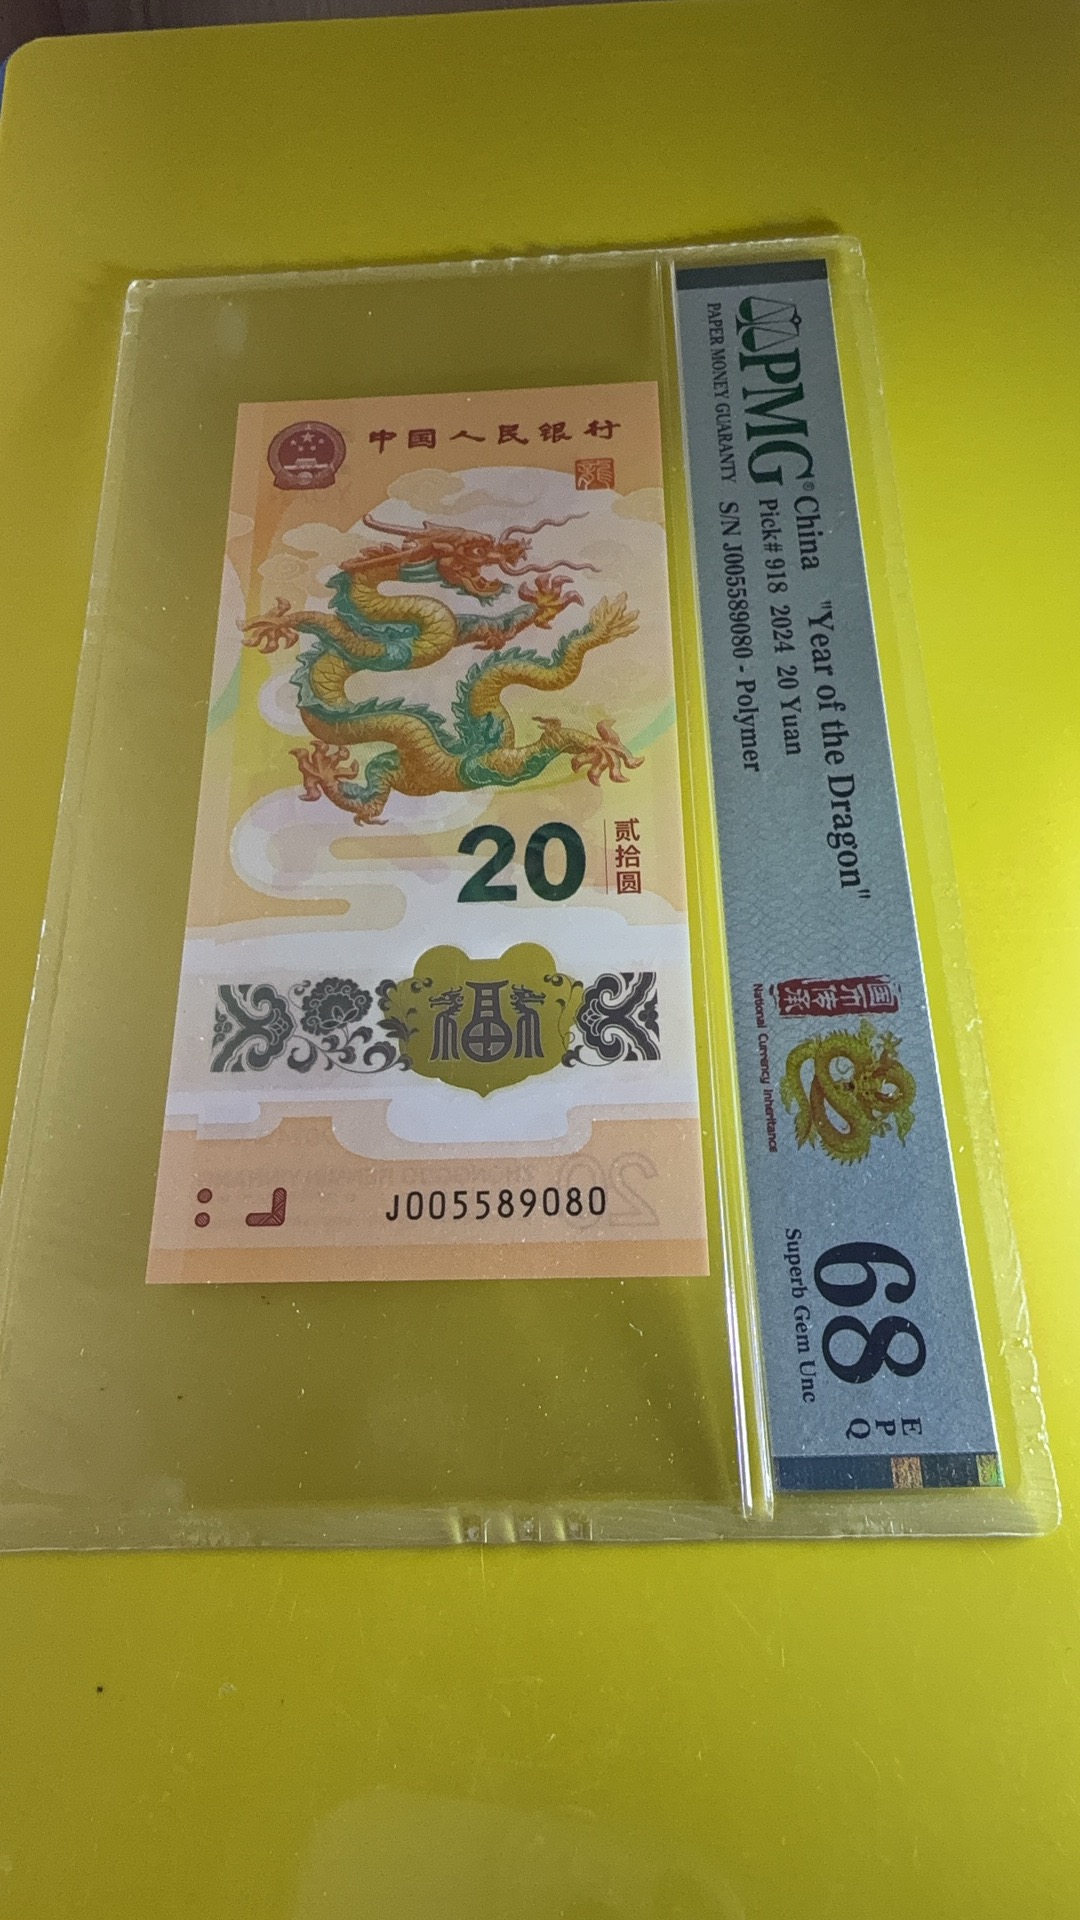 中国人民银行
龍
20
贰拾圆
福
J005589080
PMG®
PAPER MONEY GUARANTY
China "Year of the Dragon"
Pick# 918 2024 20 Yuan
S/N J005589080 - Polymer
国币
传承
National Currency Inheritance
68
EPQ
Superb Gem Unc